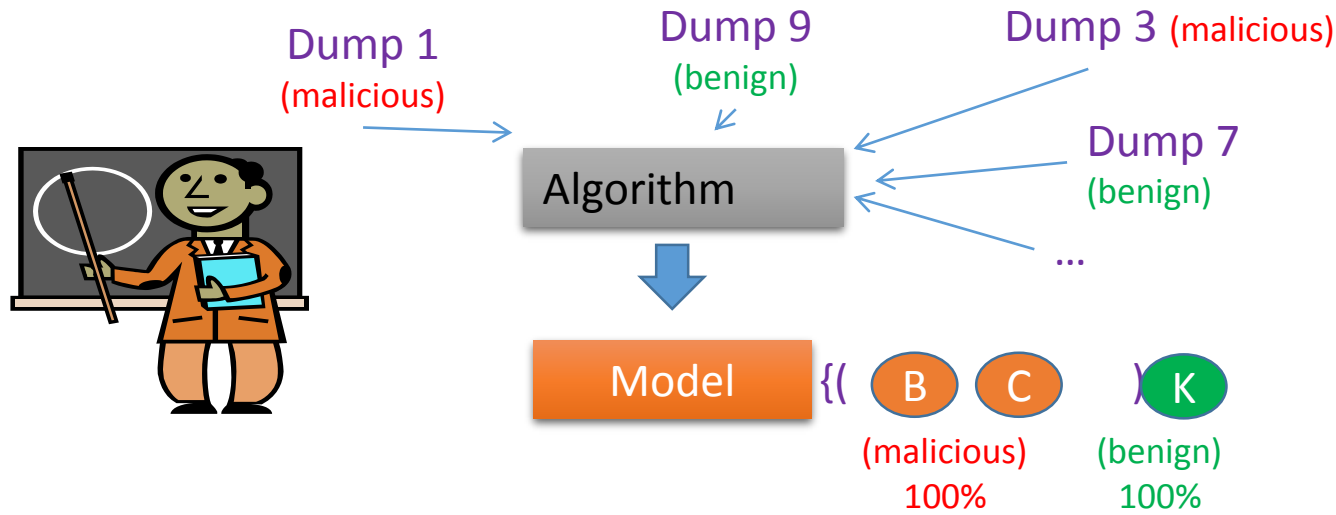 Dump 1
(malicious)
Dump 9
(benign)
Dump 3 (malicious)
Dump 7
(benign)
...
Algorithm
Model {( B C ) K
(malicious) (benign)
100% 100%